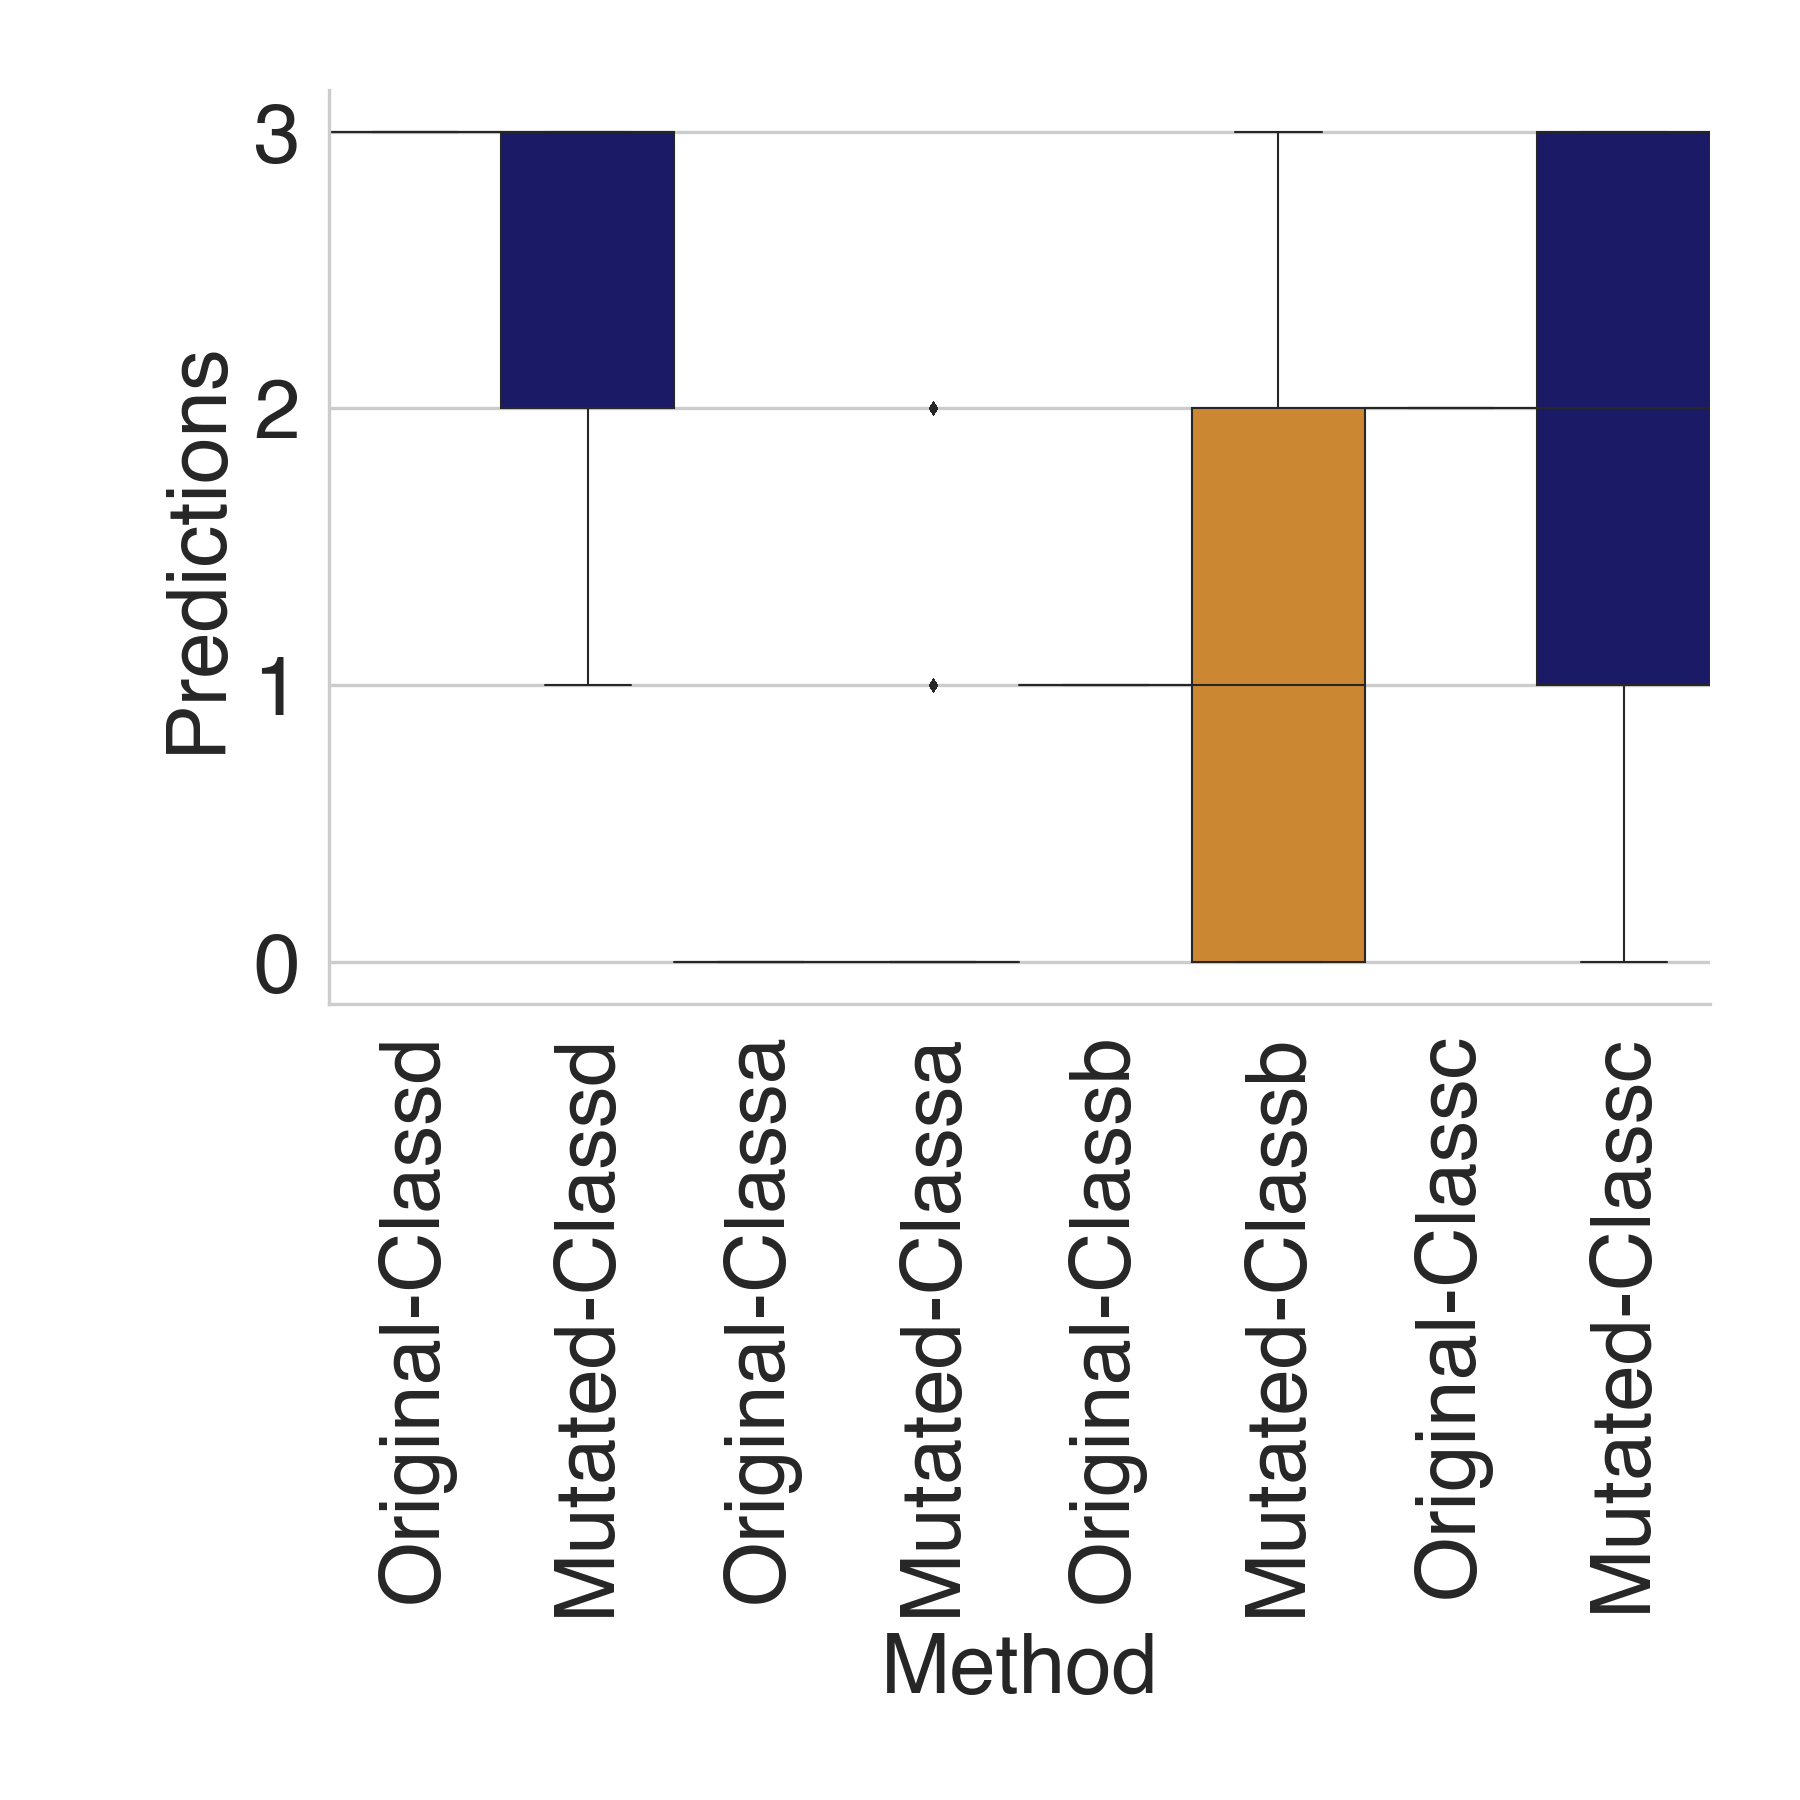 3
2
1
0
Predictions
Original-Classd
Mutated-Classd
Original-Classa
Mutated-Classa
Original-Classb
Mutated-Classb
Original-Classc
Mutated-Classc
Method